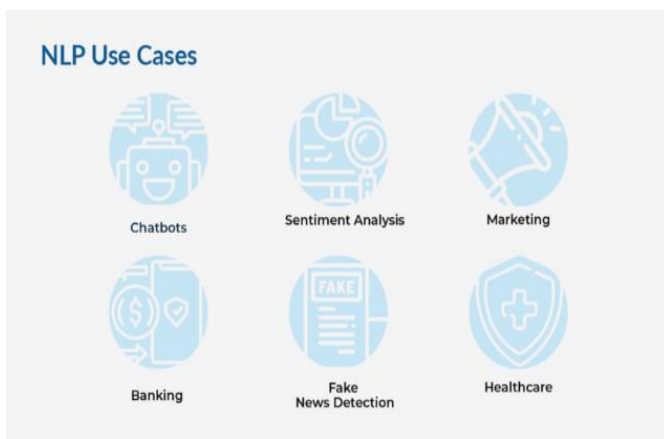 NLP Use Cases
Chatbots
Sentiment Analysis
Marketing
$
FAKE
Banking
Fake
News Detection
Healthcare